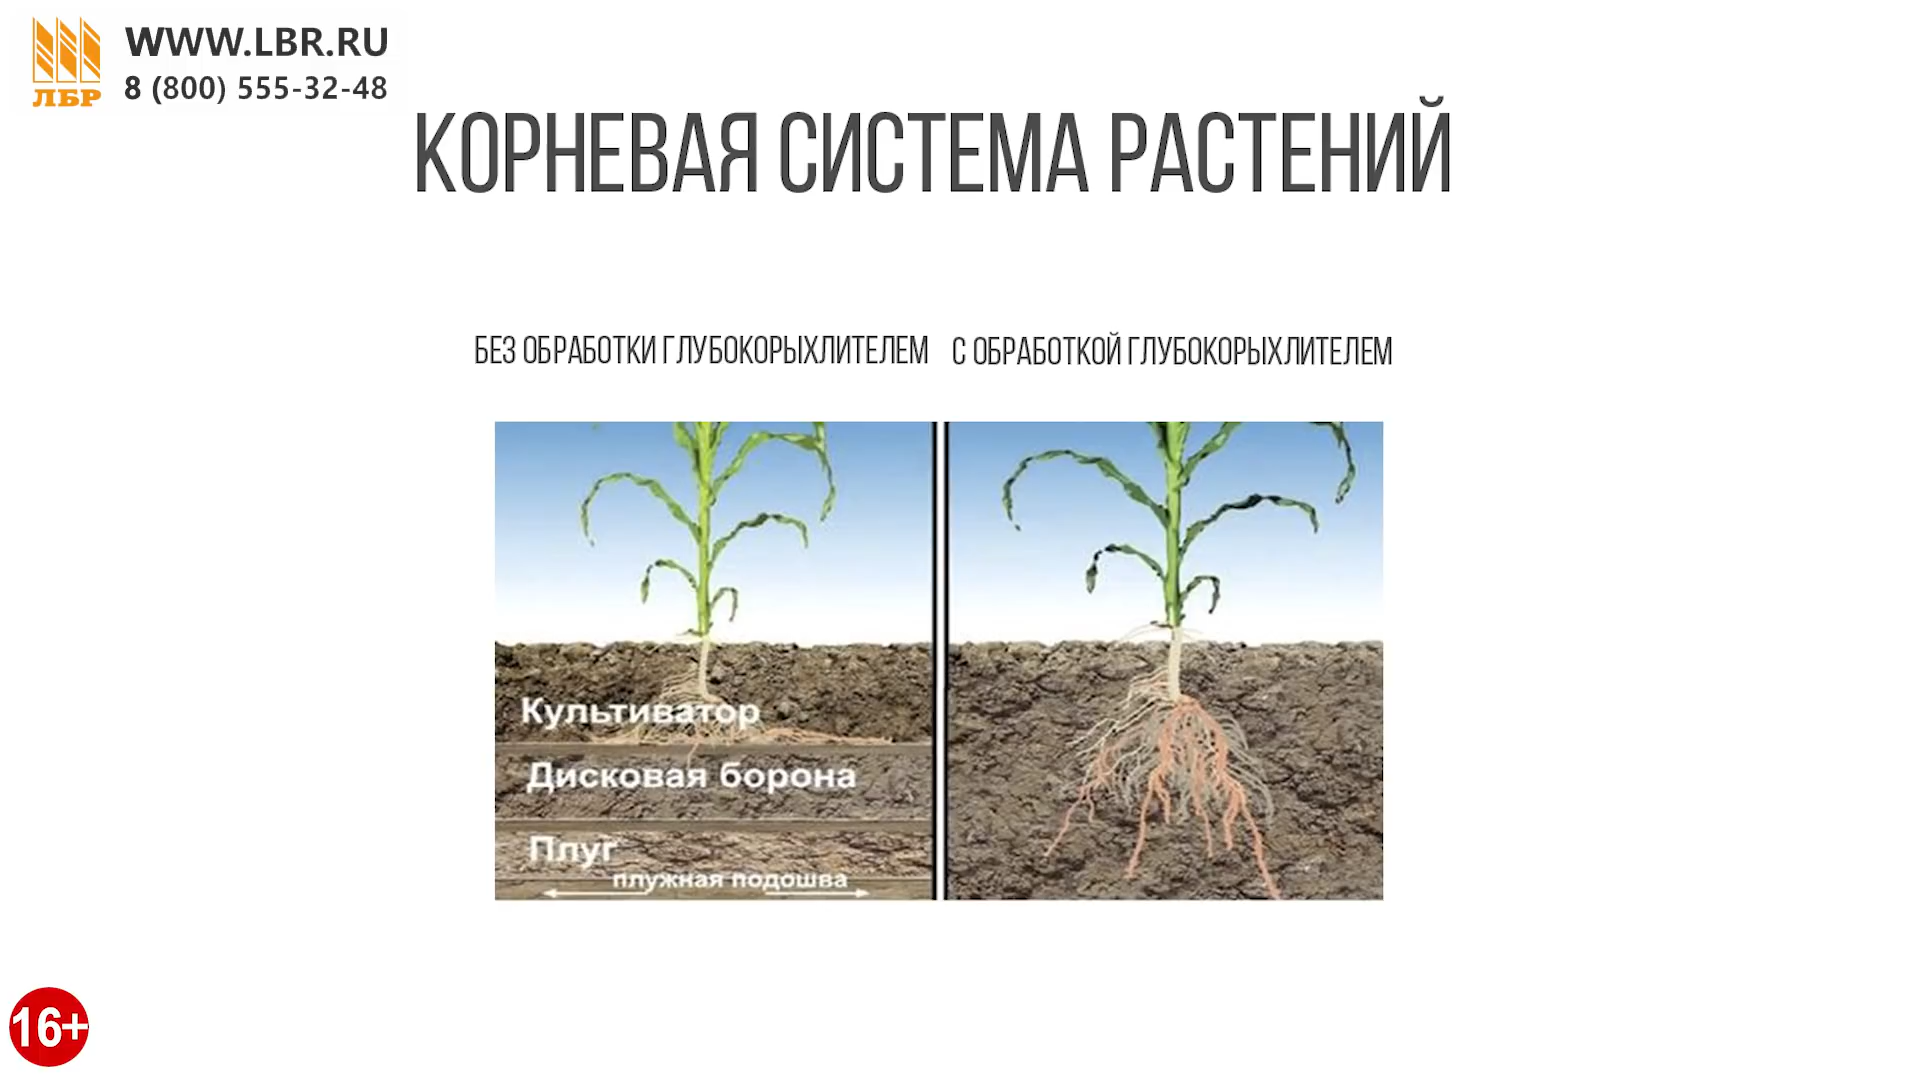 WWW.LBR.RU
8 (800) 555-32-48
ЛБР
КОРНЕВАЯ СИСТЕМА РАСТЕНИЙ
БЕЗ ОБРАБОТКИ ГЛУБОКОРЫХЛИТЕЛЕМ
С ОБРАБОТКОЙ ГЛУБОКОРЫХЛИТЕЛЕМ
Культиватор
Дисковая борона
Плуг
плужная подошва
16+